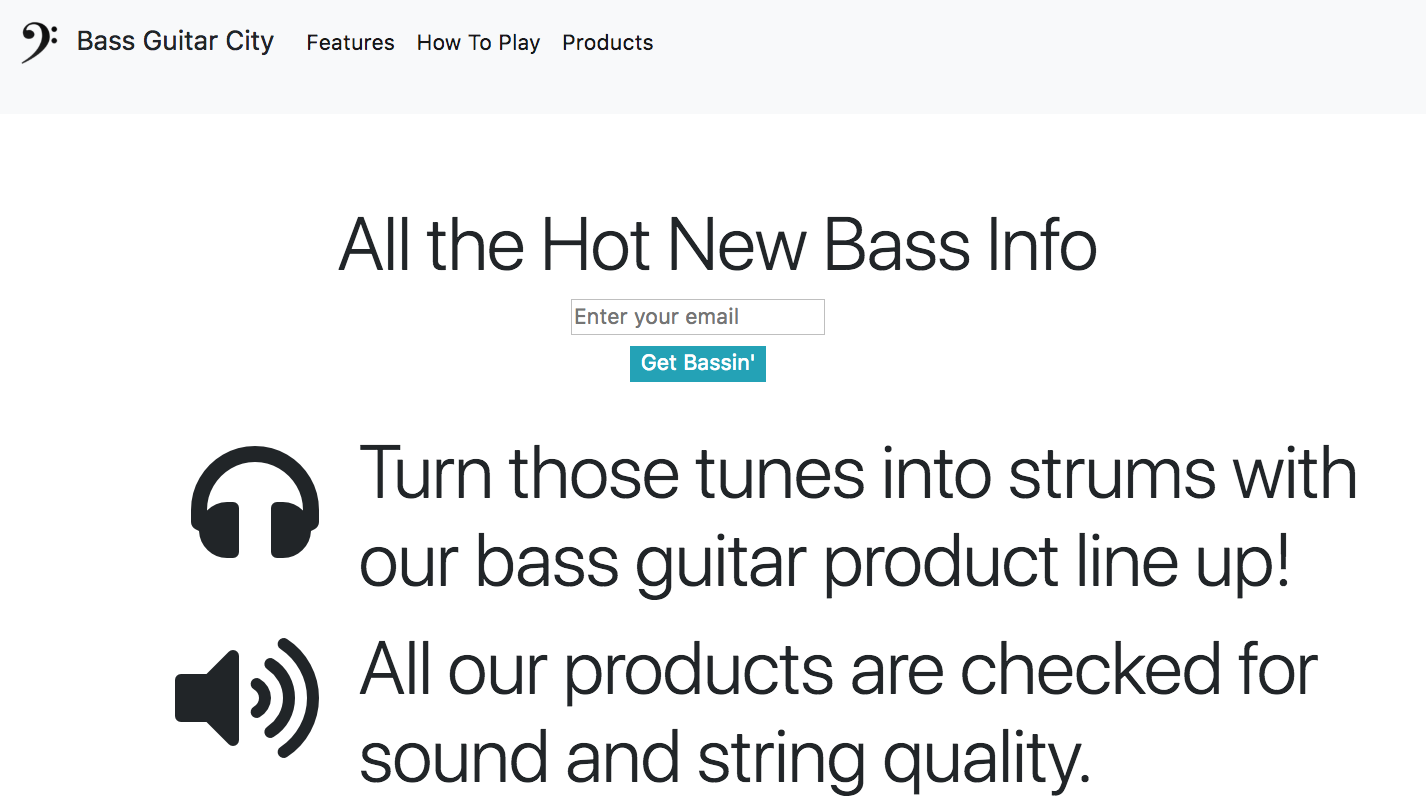 Bass Guitar City Features How To Play Products
All the Hot New Bass Info
Enter your email
Get Bassin'
Turn those tunes into strums with
our bass guitar product line up!
All our products are checked for
sound and string quality.